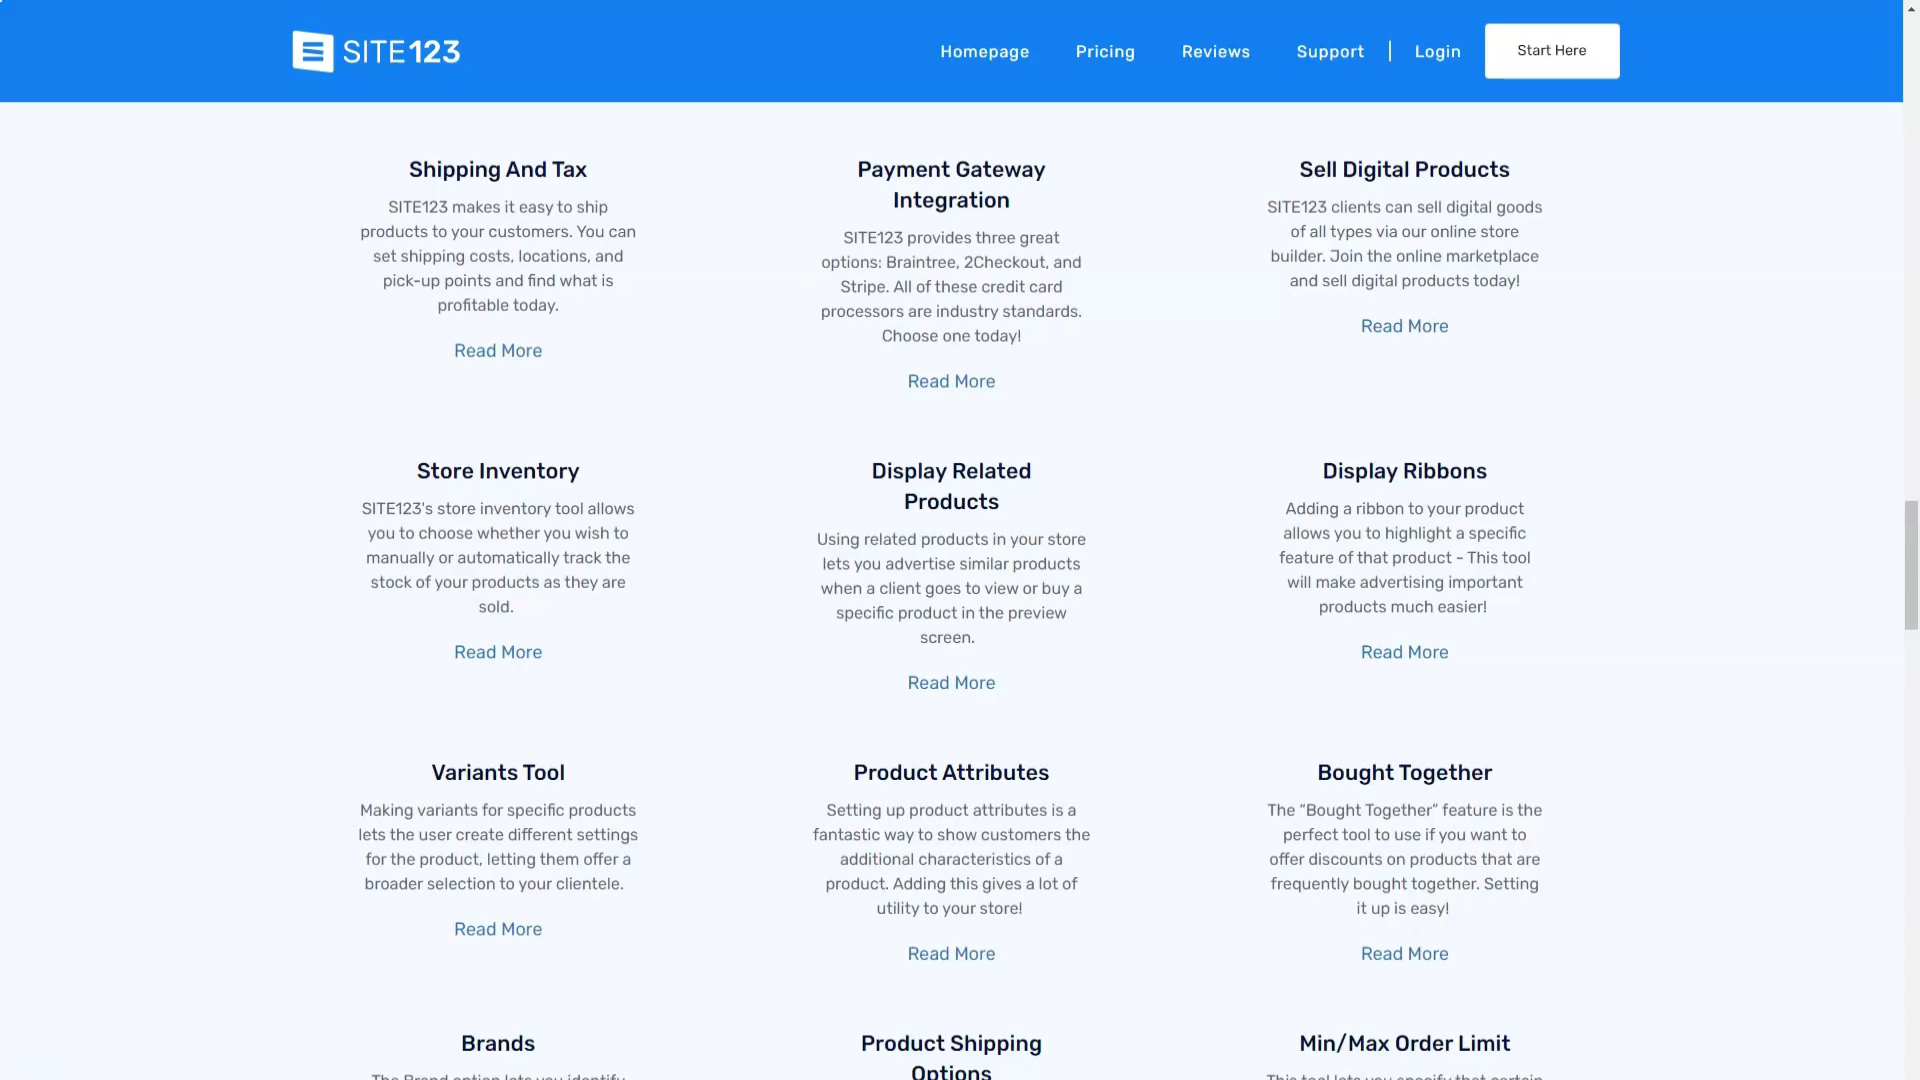 SITE123
Homepage
Pricing
Reviews
Support
Login
Start Here
Shipping And Tax
SITE123 makes it easy to ship
products to your customers. You can
set shipping costs, locations, and
pick-up points and find what is
profitable today.
Read More
Payment Gateway
Integration
SITE123 provides three great
options: Braintree, 2Checkout, and
Stripe. All of these credit card
processors are industry standards.
Choose one today!
Read More
Sell Digital Products
SITE123 clients can sell digital goods
of all types via our online store
builder. Join the online marketplace
and sell digital products today!
Read More
Store Inventory
SITE123's store inventory tool allows
you to choose whether you wish to
manually or automatically track the
stock of your products as they are
sold.
Read More
Display Related
Products
Using related products in your store
lets you advertise similar products
when a client goes to view or buy a
specific product in the preview
screen.
Read More
Display Ribbons
Adding a ribbon to your product
allows you to highlight a specific
feature of that product - This tool
will make advertising important
products much easier!
Read More
Variants Tool
Making variants for specific products
lets the user create different settings
for the product, letting them offer a
broader selection to your clientele.
Read More
Product Attributes
Setting up product attributes is a
fantastic way to show customers the
additional characteristics of a
product. Adding this gives a lot of
utility to your store!
Read More
Bought Together
The “Bought Together” feature is the
perfect tool to use if you want to
offer discounts on products that are
frequently bought together. Setting
it up is easy!
Read More
Brands
The Brand option lets you identify
Product Shipping
Options
Min/Max Order Limit
This tool lets you specify that certain